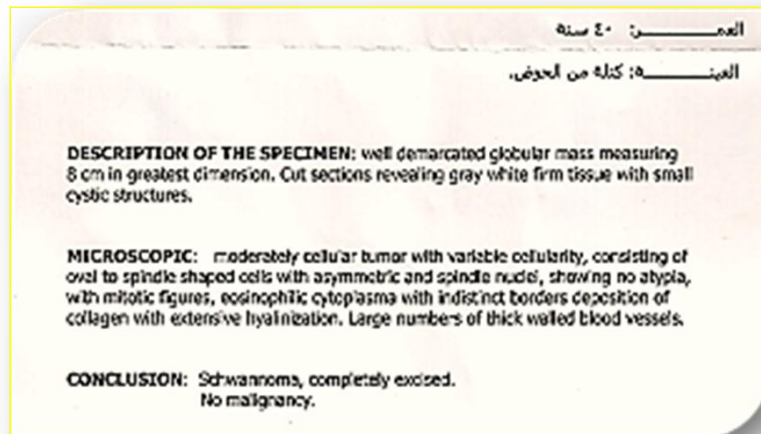 العمـــــــــر: ٤٠ سنة
العينـــــــــة: كتلة من الحوض.
DESCRIPTION OF THE SPECIMEN: well demarcated globular mass measuring
8 cm in greatest dimension. Cut sections revealing gray white firm tissue with small
cystic structures.
MICROSCOPIC: moderately cellular tumor with variable cellularity, consisting of
oval to spindle shaped cells with asymmetric and spindle nuclei, showing no atypia,
with mitotic figures, eosinophilic cytoplasma with indistinct borders deposition of
collagen with extensive hyalinization. Large numbers of thick walled blood vessels.
CONCLUSION: Schwannoma, completely excised.
No malignancy.